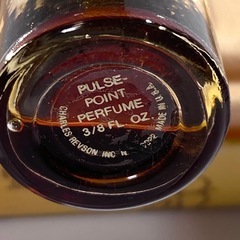 PULSE-
POINT
PERFUME
3/8 FL. OZ.
CHARLES REVSON INC N.
MADE IN U.S.A.